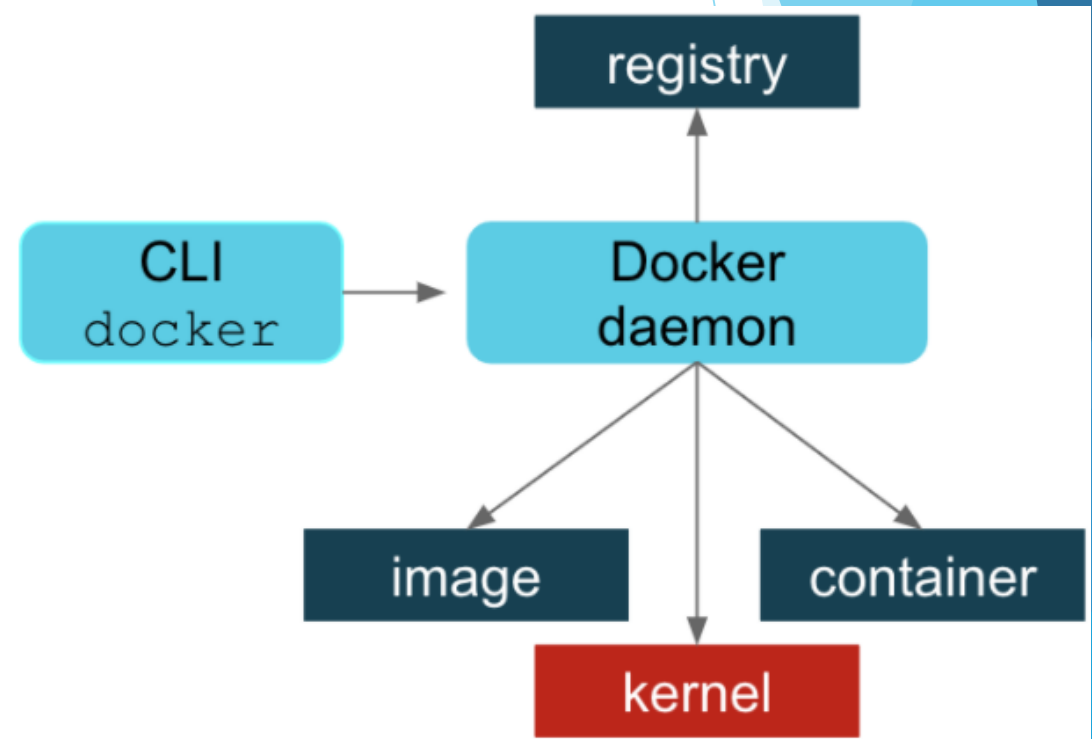 registry
CLI
docker
Docker
daemon
image
container
kernel